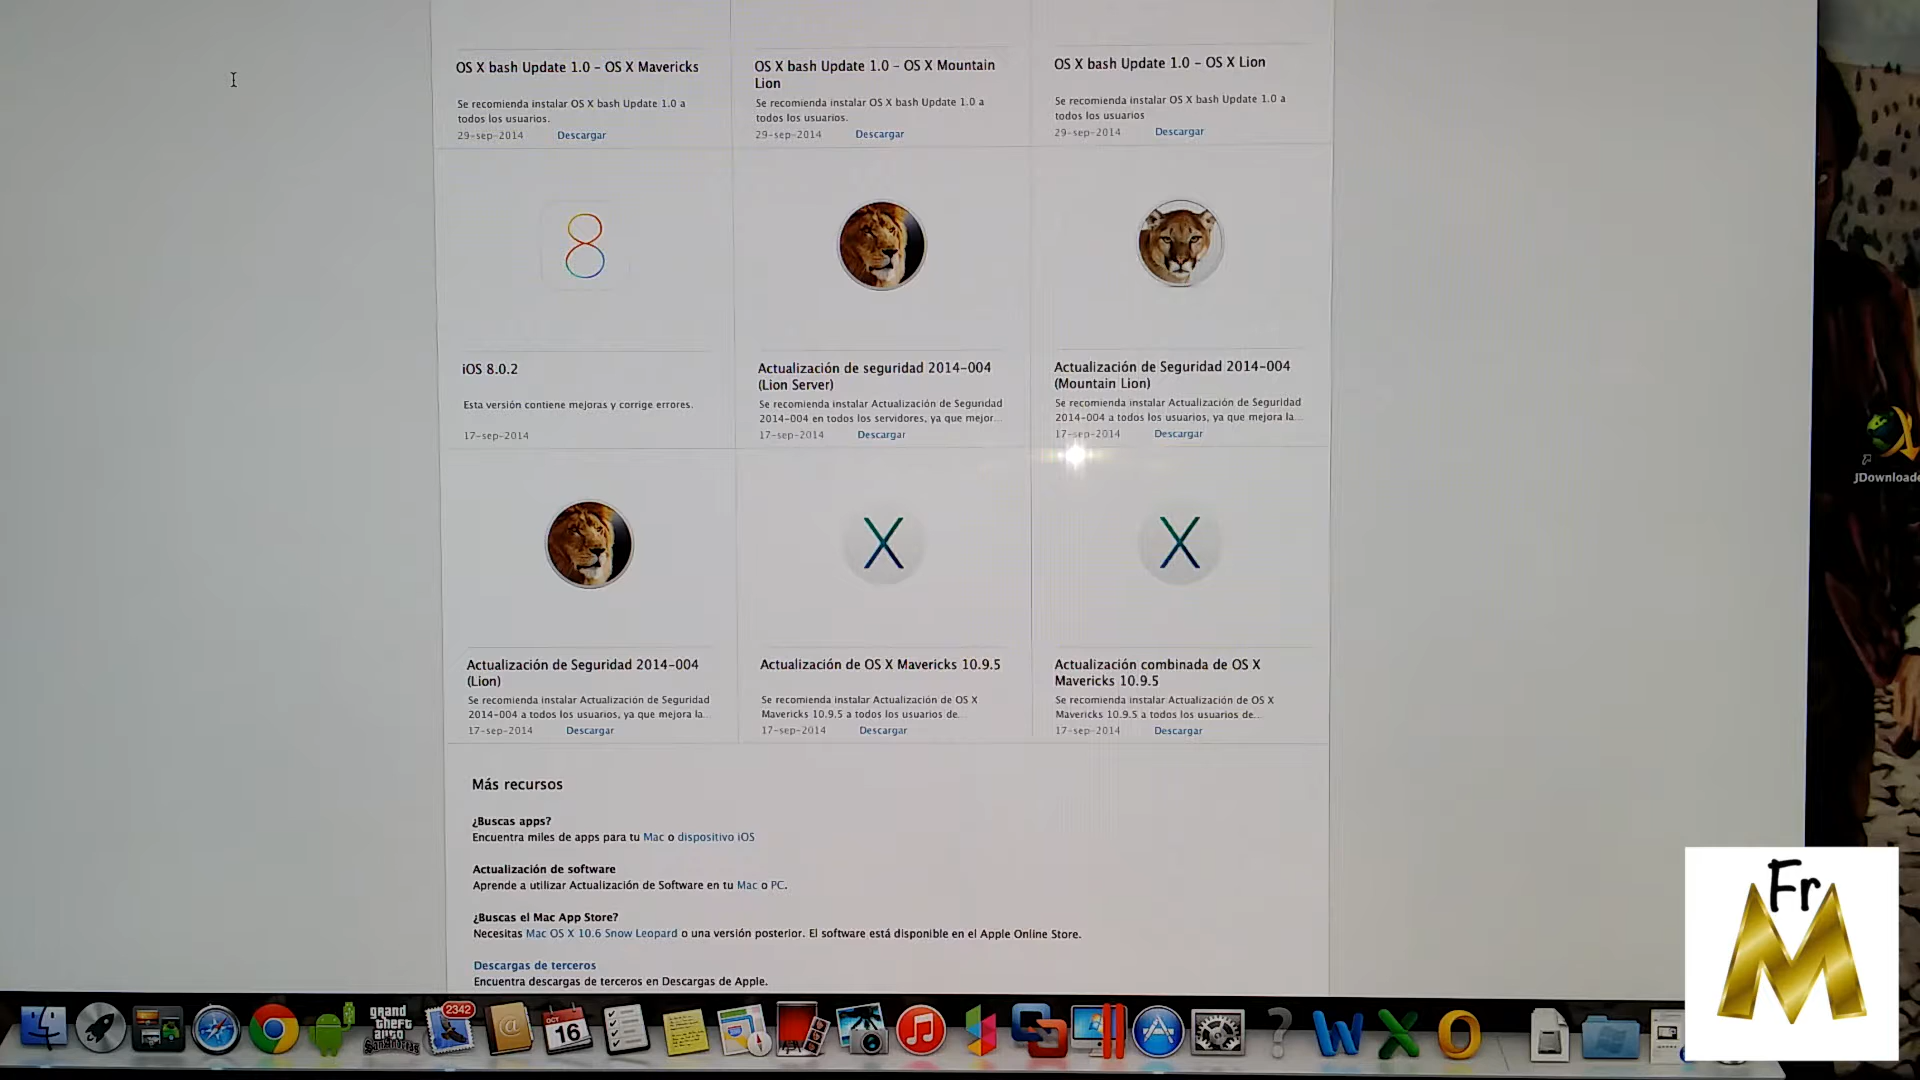 OS X bash Update 1.0 – OS X Mavericks
Se recomienda instalar OS X bash Update 1.0 a
todos los usuarios.
29-sep-2014 Descargar
OS X bash Update 1.0 – OS X Mountain
Lion
Se recomienda instalar OS X bash Update 1.0 a
todos los usuarios.
29-sep-2014 Descargar
OS X bash Update 1.0 – OS X Lion
Se recomienda instalar OS X bash Update 1.0 a
todos los usuarios
29-sep-2014 Descargar
8
iOS 8.0.2
Esta versión contiene mejoras y corrige errores.
17-sep-2014
Actualización de seguridad 2014-004
(Lion Server)
Se recomienda instalar Actualización de Seguridad
2014-004 en todos los servidores, ya que mejor...
17-sep-2014 Descargar
Actualización de Seguridad 2014-004
(Mountain Lion)
Se recomienda instalar Actualización de Seguridad
2014-004 a todos los usuarios, ya que mejora la...
17-sep-2014 Descargar
Actualización de Seguridad 2014-004
(Lion)
Se recomienda instalar Actualización de Seguridad
2014-004 a todos los usuarios, ya que mejora la...
17-sep-2014 Descargar
X
Actualización de OS X Mavericks 10.9.5
Se recomienda instalar Actualización de OS X
Mavericks 10.9.5 a todos los usuarios de...
17-sep-2014 Descargar
X
Actualización combinada de OS X
Mavericks 10.9.5
Se recomienda instalar Actualización de OS X
Mavericks 10.9.5 a todos los usuarios de...
17-sep-2014 Descargar
Más recursos
¿Buscas apps?
Encuentra miles de apps para tu Mac o dispositivo iOS
Actualización de software
Aprende a utilizar Actualización de Software en tu Mac o PC.
¿Buscas el Mac App Store?
Necesitas Mac OS X 10.6 Snow Leopard o una versión posterior. El software está disponible en el Apple Online Store.
Descargas de terceros
Encuentra descargas de terceros en Descargas de Apple.
JDownloade
grand
theft
auto
San Andreas
2342
@
OCT
16
?
W
X
O
Fr
M